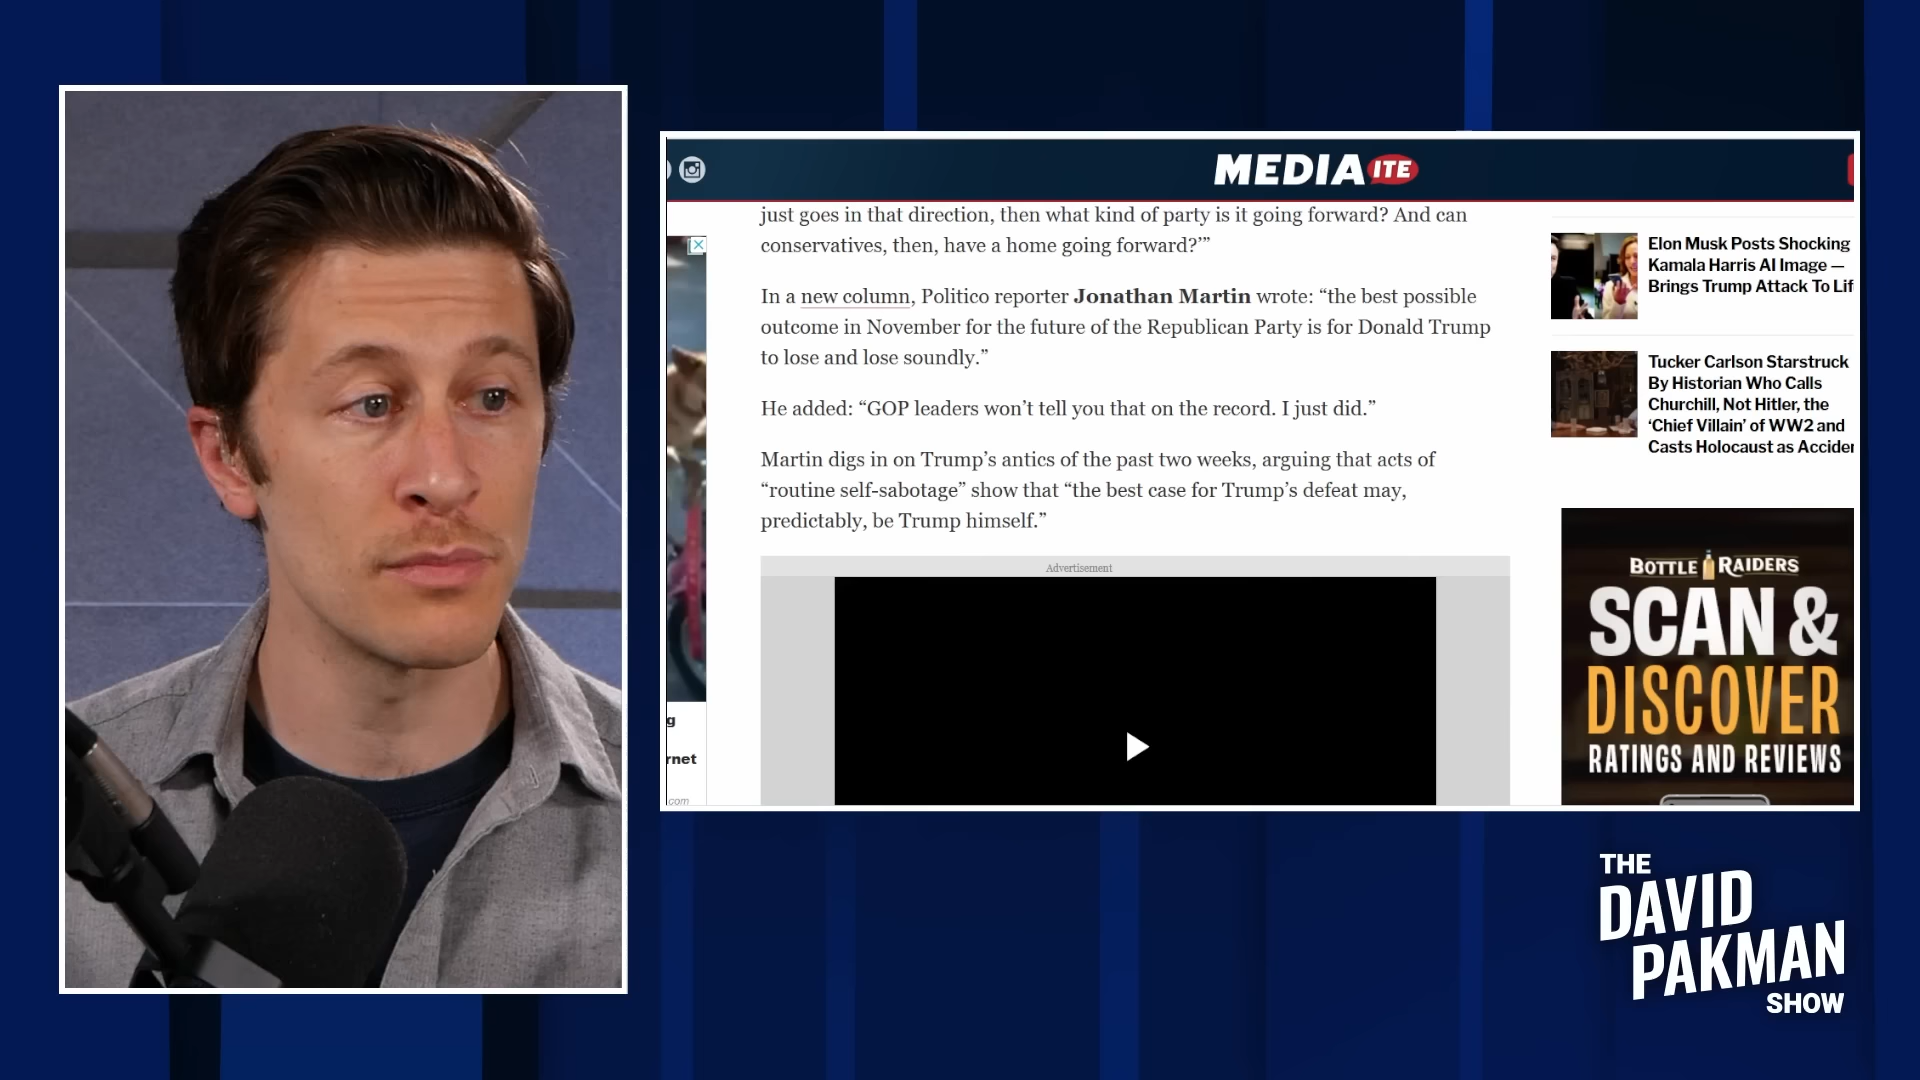 MEDIAITE
just goes in that direction, then what kind of party is it going forward? And can
conservatives, then, have a home going forward?’”
In a new column, Politico reporter Jonathan Martin wrote: “the best possible
outcome in November for the future of the Republican Party is for Donald Trump
to lose and lose soundly.”
He added: “GOP leaders won’t tell you that on the record. I just did.”
Martin digs in on Trump’s antics of the past two weeks, arguing that acts of
“routine self-sabotage” show that “the best case for Trump’s defeat may,
predictably, be Trump himself.”
Advertisement
g
rnet
.com
Elon Musk Posts Shocking
Kamala Harris AI Image —
Brings Trump Attack To Lif
Tucker Carlson Starstruck
By Historian Who Calls
Churchill, Not Hitler, the
‘Chief Villain’ of WW2 and
Casts Holocaust as Acciden
BOTTLE RAIDERS
SCAN &
DISCOVER
RATINGS AND REVIEWS
THE
DAVID
PAKMAN
SHOW